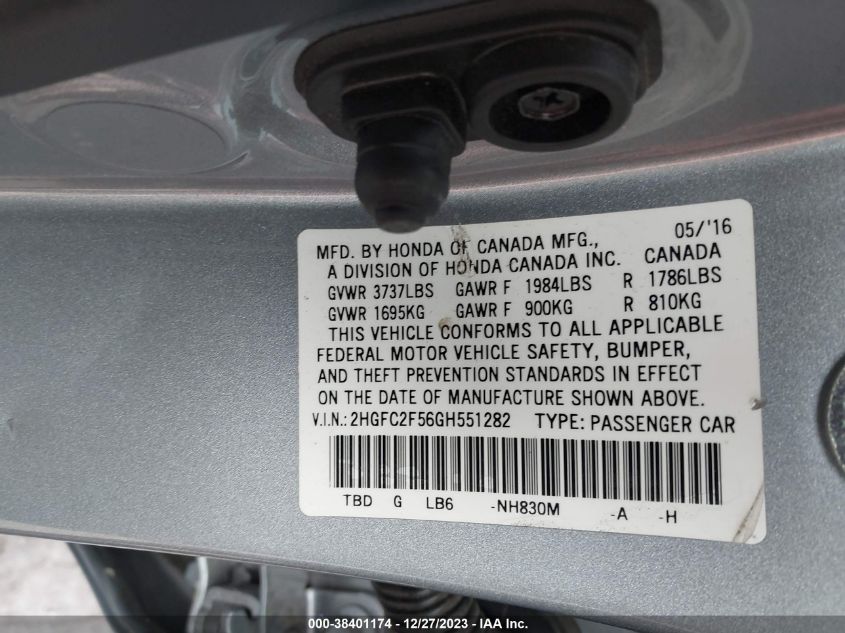 05/'16
MFD. BY HONDA OF CANADA MFG.,
A DIVISION OF HONDA CANADA INC. CANADA
GVWR 3737LBS GAWR F 1984LBS R 1786LBS
GVWR 1695KG GAWR F 900KG R 810KG
THIS VEHICLE CONFORMS TO ALL APPLICABLE
FEDERAL MOTOR VEHICLE SAFETY, BUMPER,
AND THEFT PREVENTION STANDARDS IN EFFECT
ON THE DATE OF MANUFACTURE SHOWN ABOVE.
V.I.N.: 2HGFC2F56GH551282 TYPE: PASSENGER CAR
TBD G LB6 -NH830M -A -H
000-38401174 - 12/27/2023 - IAA Inc.